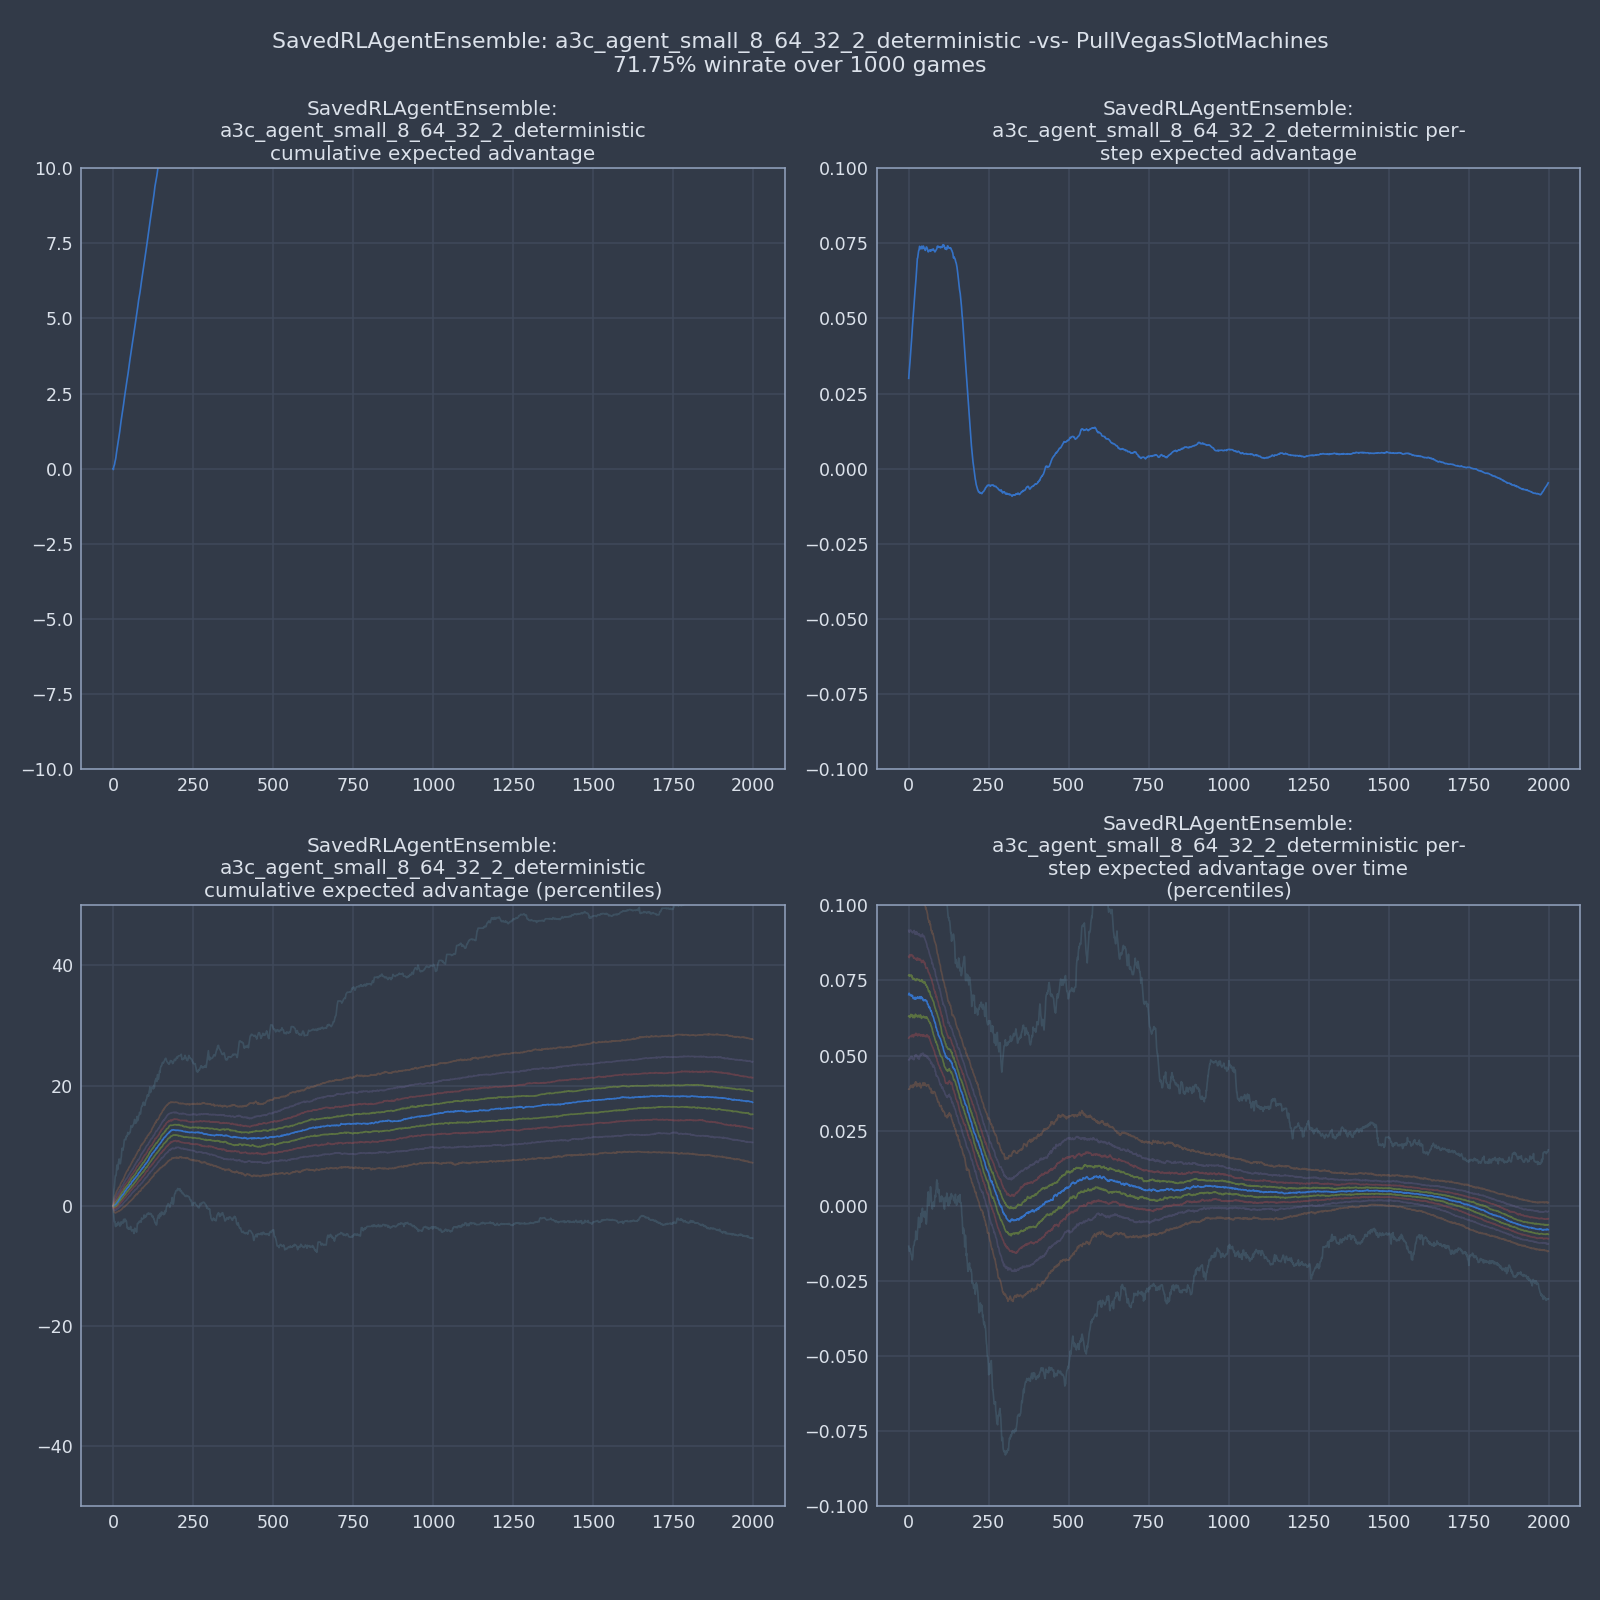 SavedRLAgentEnsemble: a3c_agent_small_8_64_32_2_deterministic -vs- PullVegasSlotMachines
71.75% winrate over 1000 games
SavedRLAgentEnsemble:
a3c_agent_small_8_64_32_2_deterministic
cumulative expected advantage
10.0
7.5
5.0
2.5
0.0
−2.5
−5.0
−7.5
−10.0
0 250 500 750 1000 1250 1500 1750 2000
SavedRLAgentEnsemble:
a3c_agent_small_8_64_32_2_deterministic per-
step expected advantage
0.100
0.075
0.050
0.025
0.000
−0.025
−0.050
−0.075
−0.100
0 250 500 750 1000 1250 1500 1750 2000
SavedRLAgentEnsemble:
a3c_agent_small_8_64_32_2_deterministic
cumulative expected advantage (percentiles)
40
20
0
−20
−40
0 250 500 750 1000 1250 1500 1750 2000
SavedRLAgentEnsemble:
a3c_agent_small_8_64_32_2_deterministic per-
step expected advantage over time
(percentiles)
0.100
0.075
0.050
0.025
0.000
−0.025
−0.050
−0.075
−0.100
0 250 500 750 1000 1250 1500 1750 2000